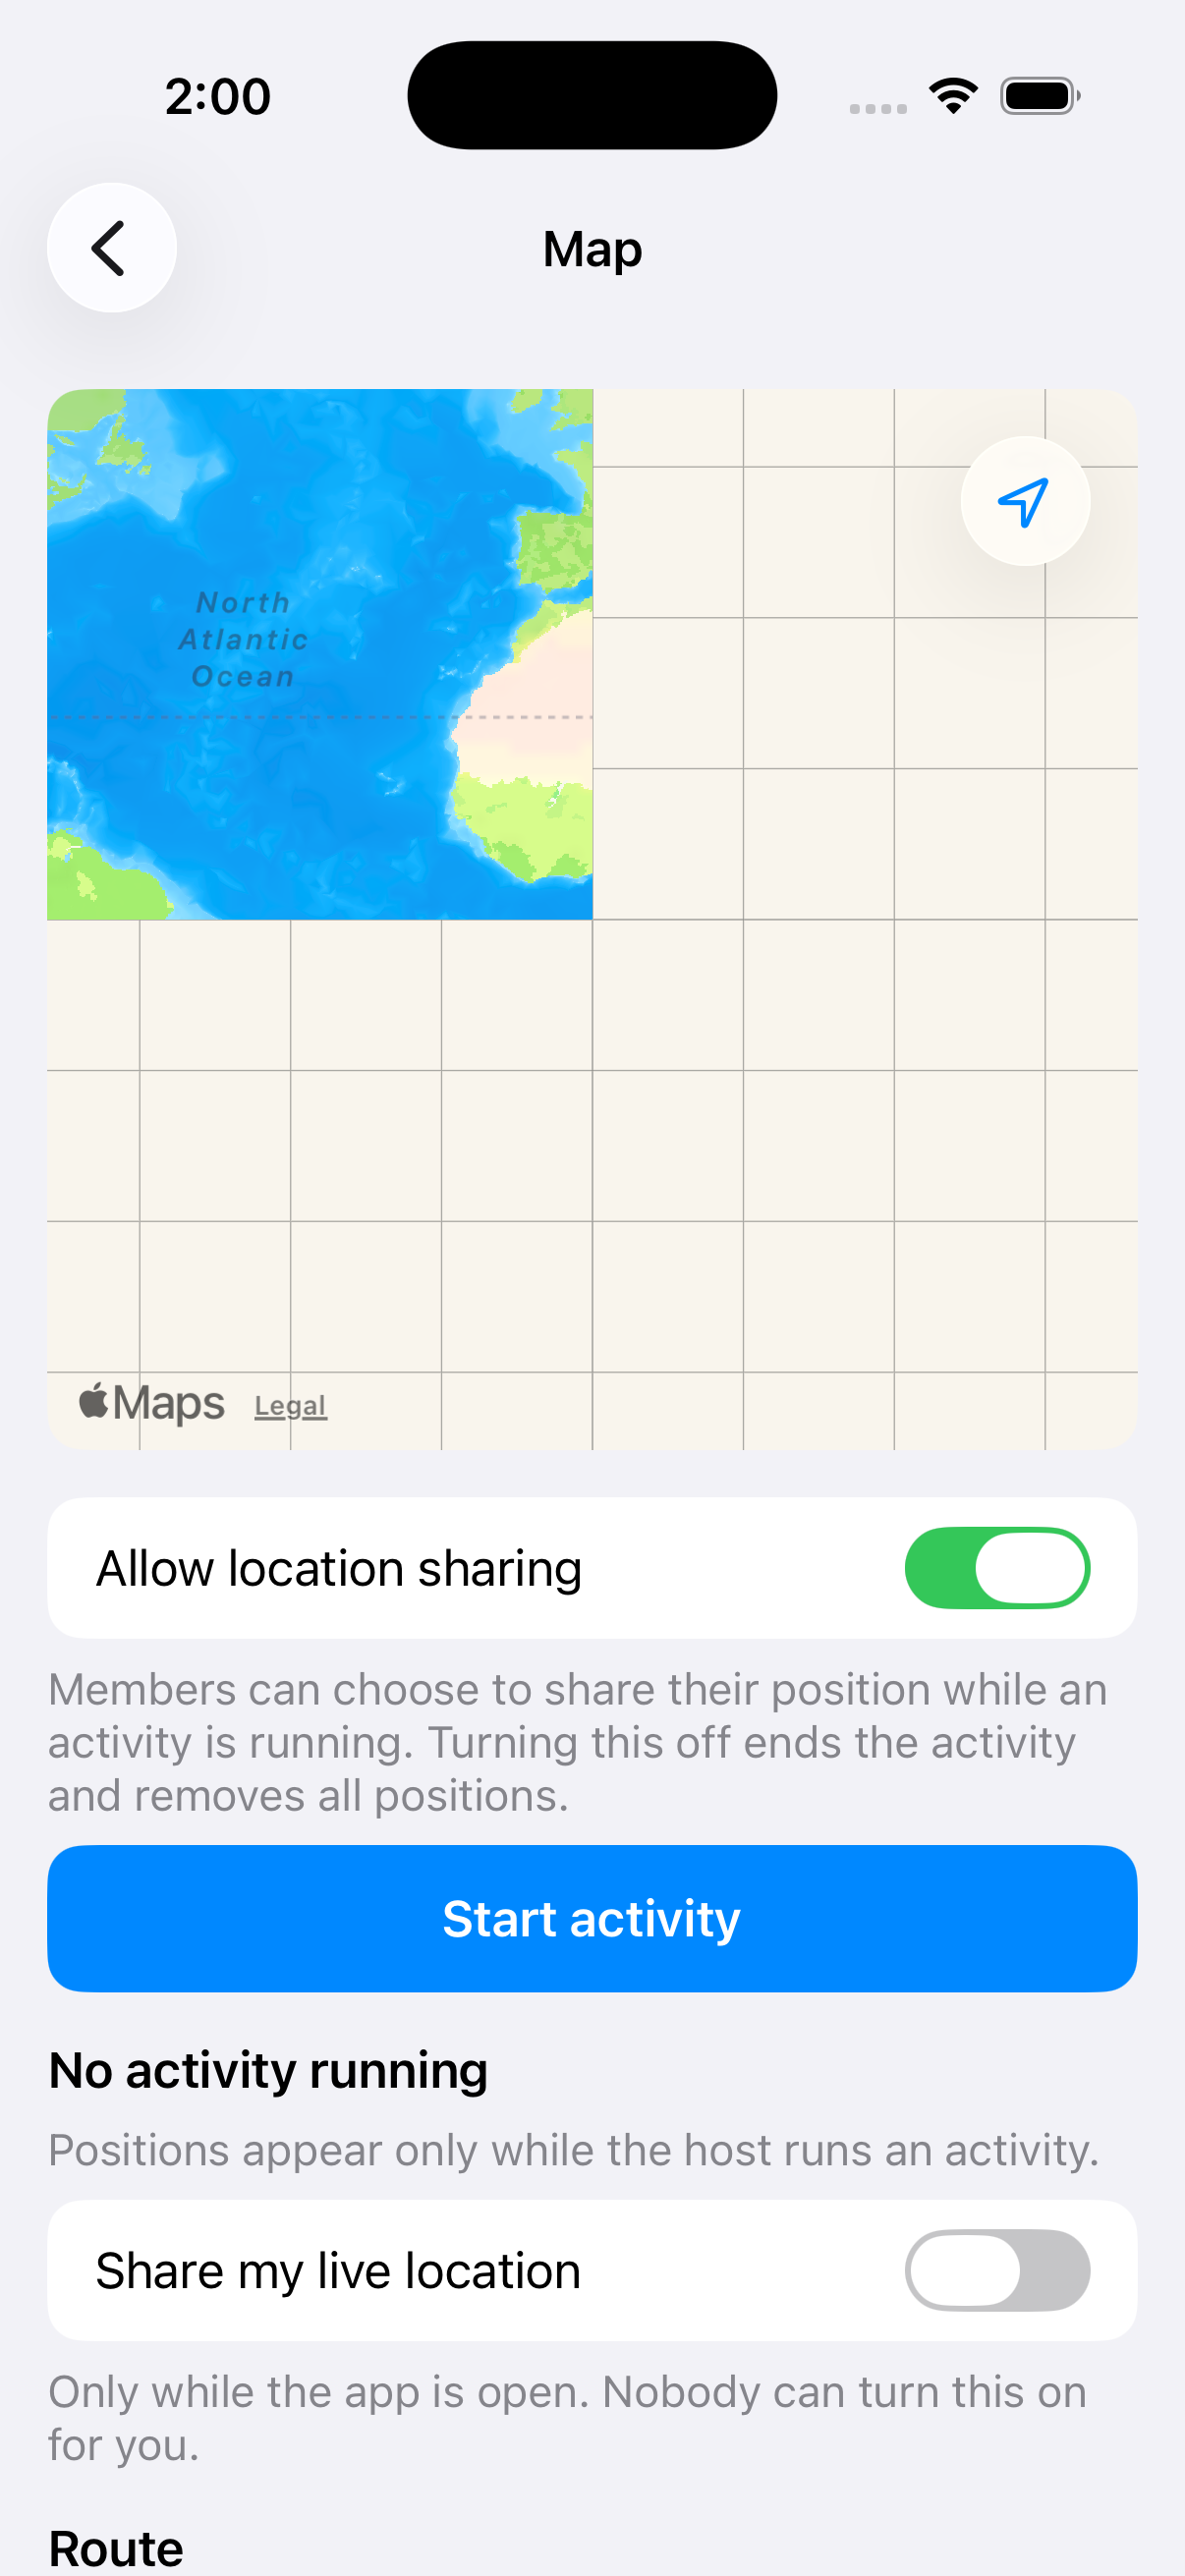 2:00
Map
North
Atlantic
Ocean
Maps Legal
Allow location sharing
Members can choose to share their position while an
activity is running. Turning this off ends the activity
and removes all positions.
Start activity
No activity running
Positions appear only while the host runs an activity.
Share my live location
Only while the app is open. Nobody can turn this on
for you.
Route